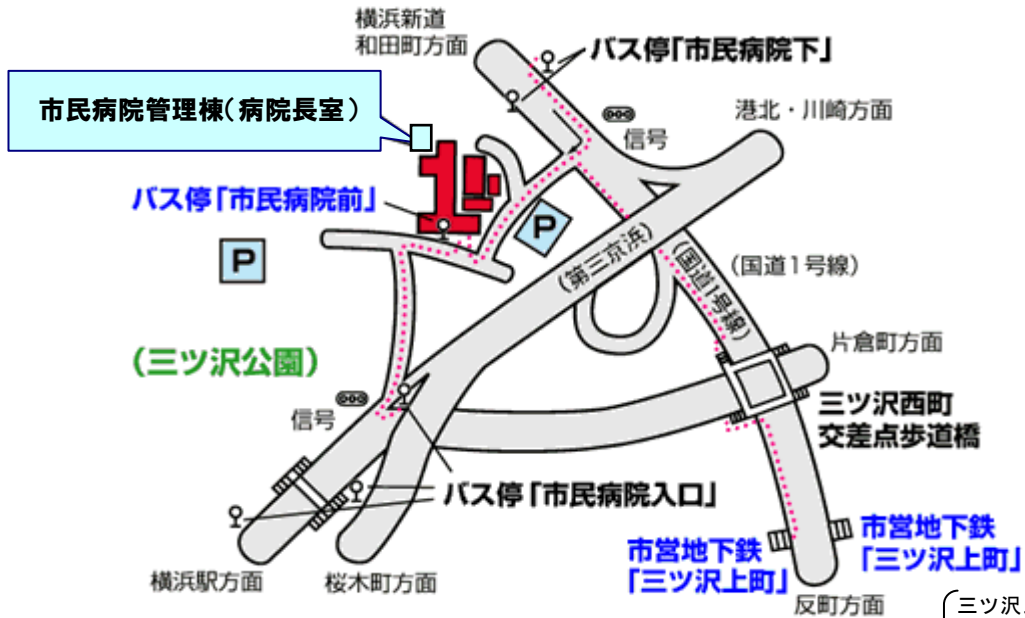 横浜新道
和田町方面
バス停「市民病院下」
市民病院管理棟(病院長室)
港北・川崎方面
信号
バス停「市民病院前」
P
P
(第三京浜)
(国道1号線)
(国道1号線)
(三ツ沢公園)
片倉町方面
信号
三ツ沢西町
交差点歩道橋
バス停「市民病院入口」
市営地下鉄
「三ツ沢上町」
市営地下鉄
「三ツ沢上町」
横浜駅方面
桜木町方面
反町方面
三ツ沢